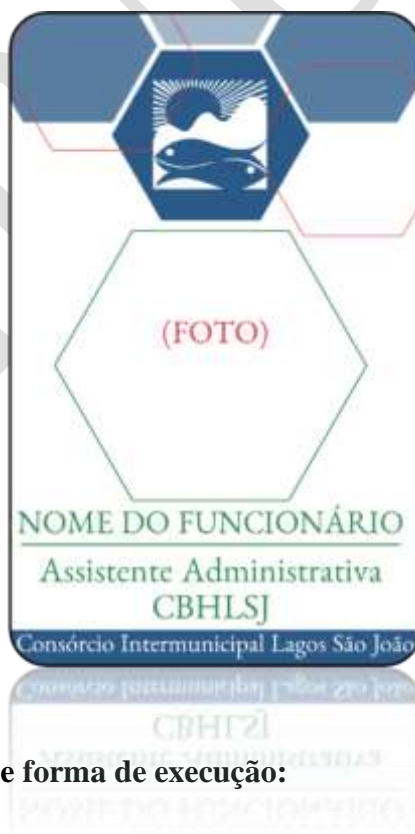 (FOTO)
NOME DO FUNCIONÁRIO
Assistente Administrativa
CBHLSJ
Consórcio Intermunicipal Lagos São João
e forma de execução: